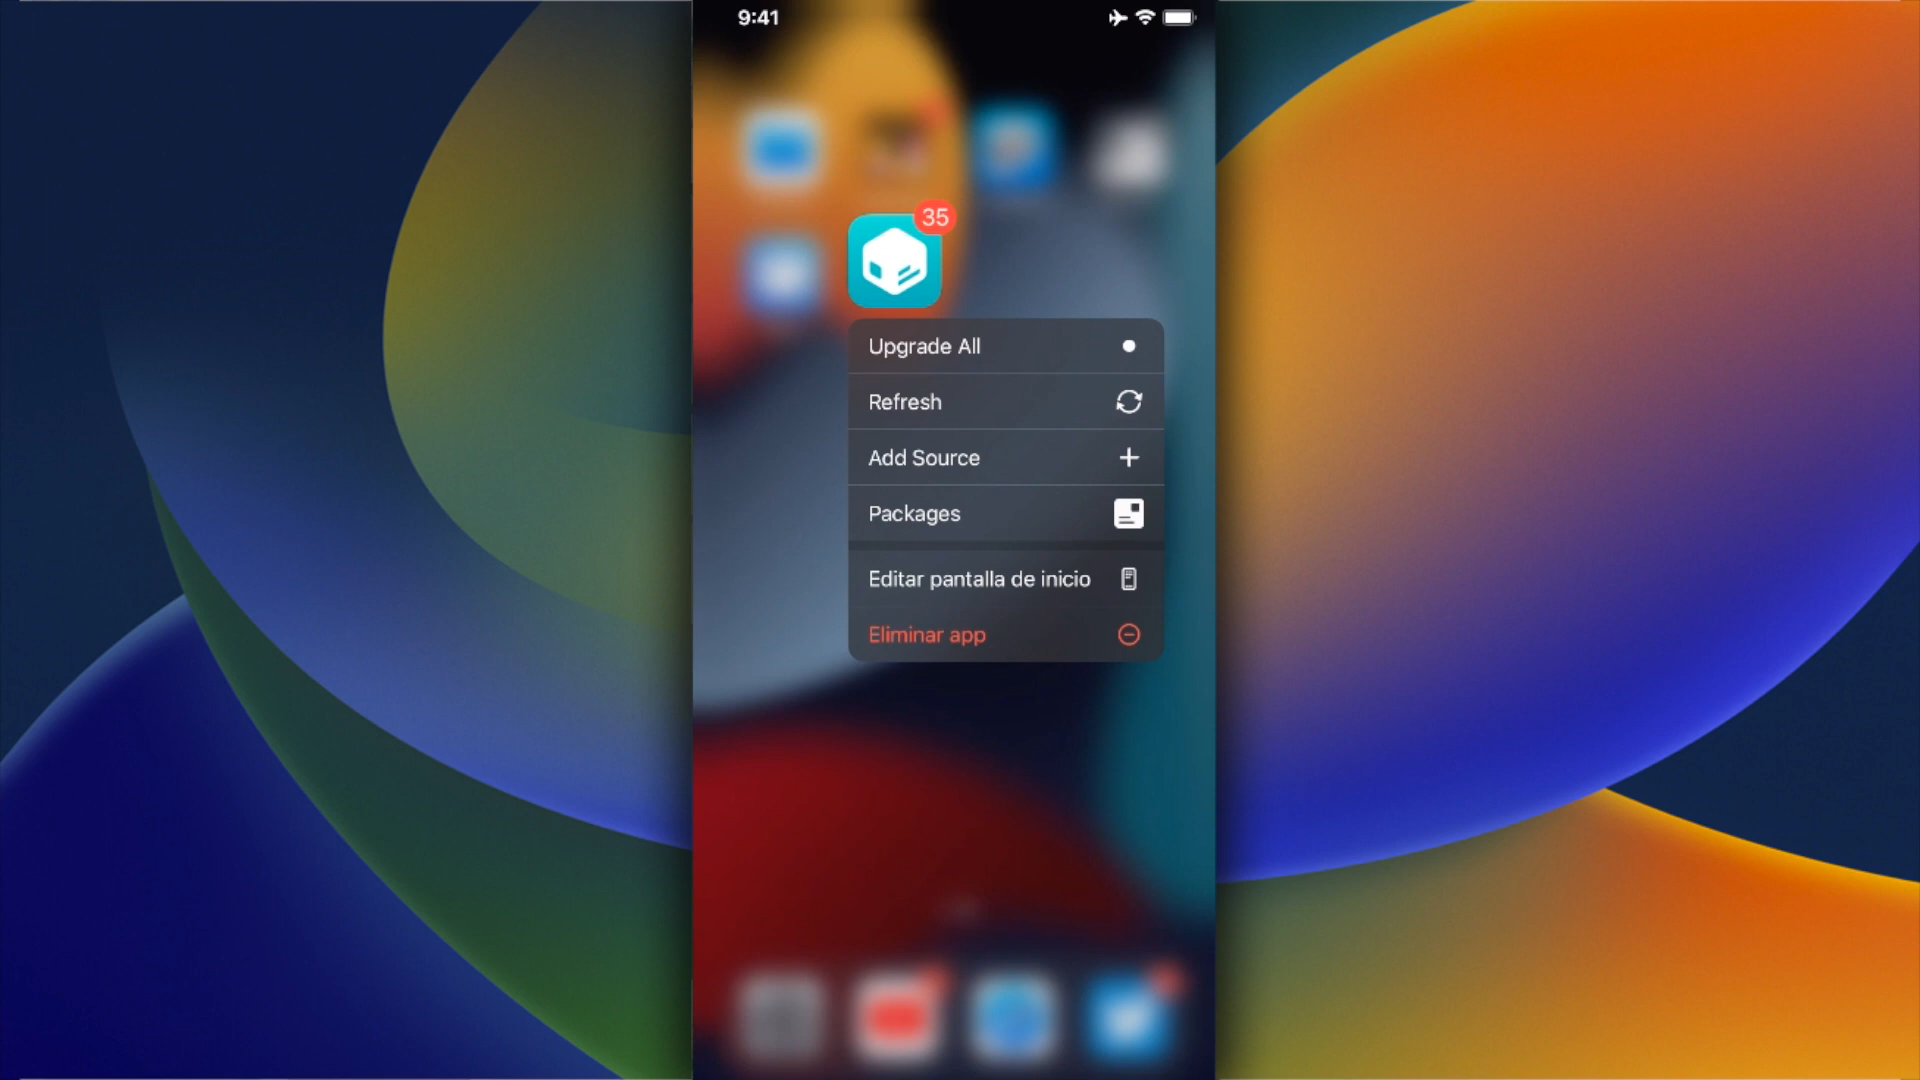 9:41
35
Upgrade All
Refresh
Add Source
Packages
Editar pantalla de inicio
Eliminar app